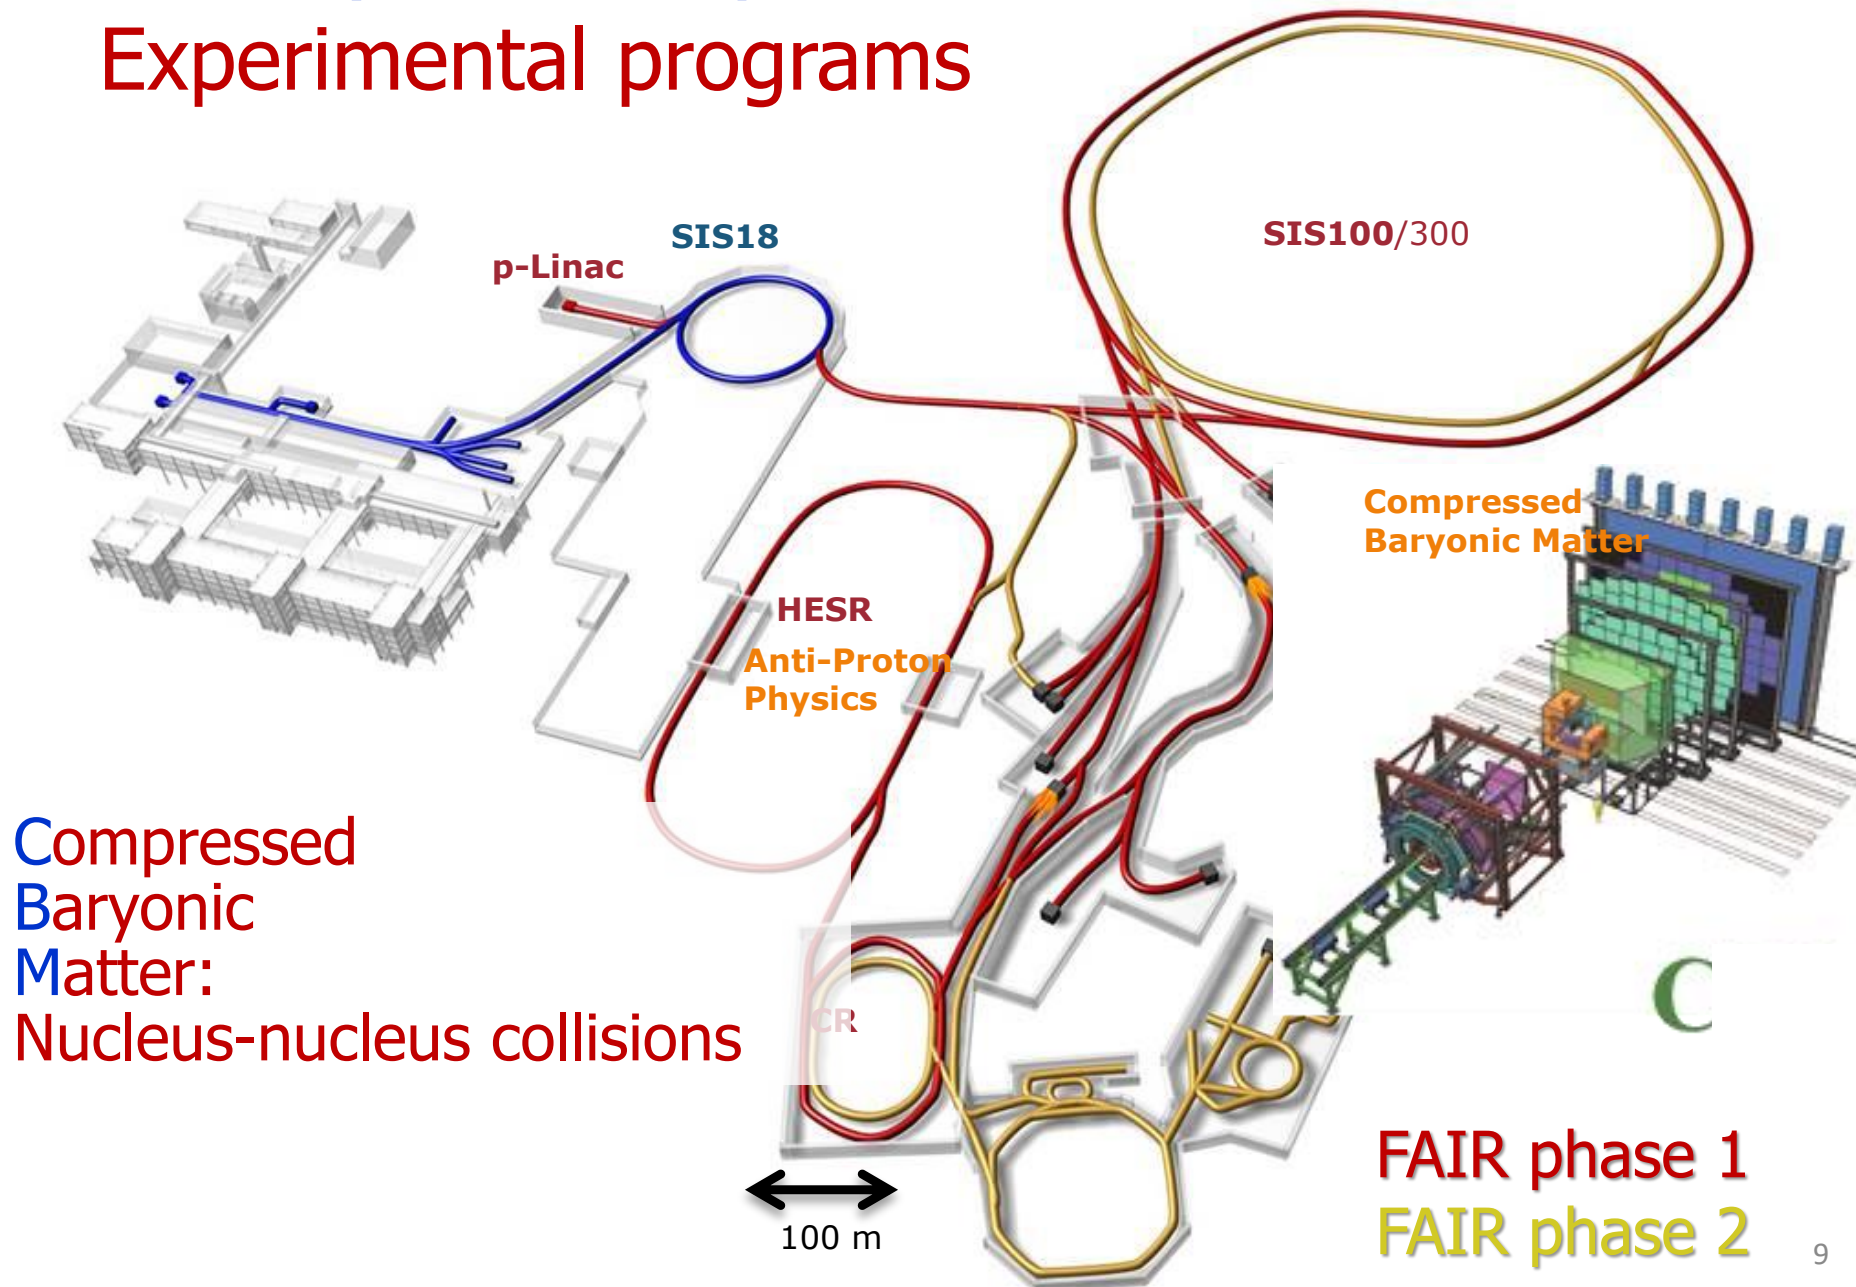 Experimental programs
SIS18
SIS100/300
p-Linac
Compressed
Baryonic Matter
HESR
Anti-Proton
Physics
Compressed
Baryonic
Matter:
Nucleus-nucleus collisions
CR
C
FAIR phase 1
100 m
FAIR phase 2
9